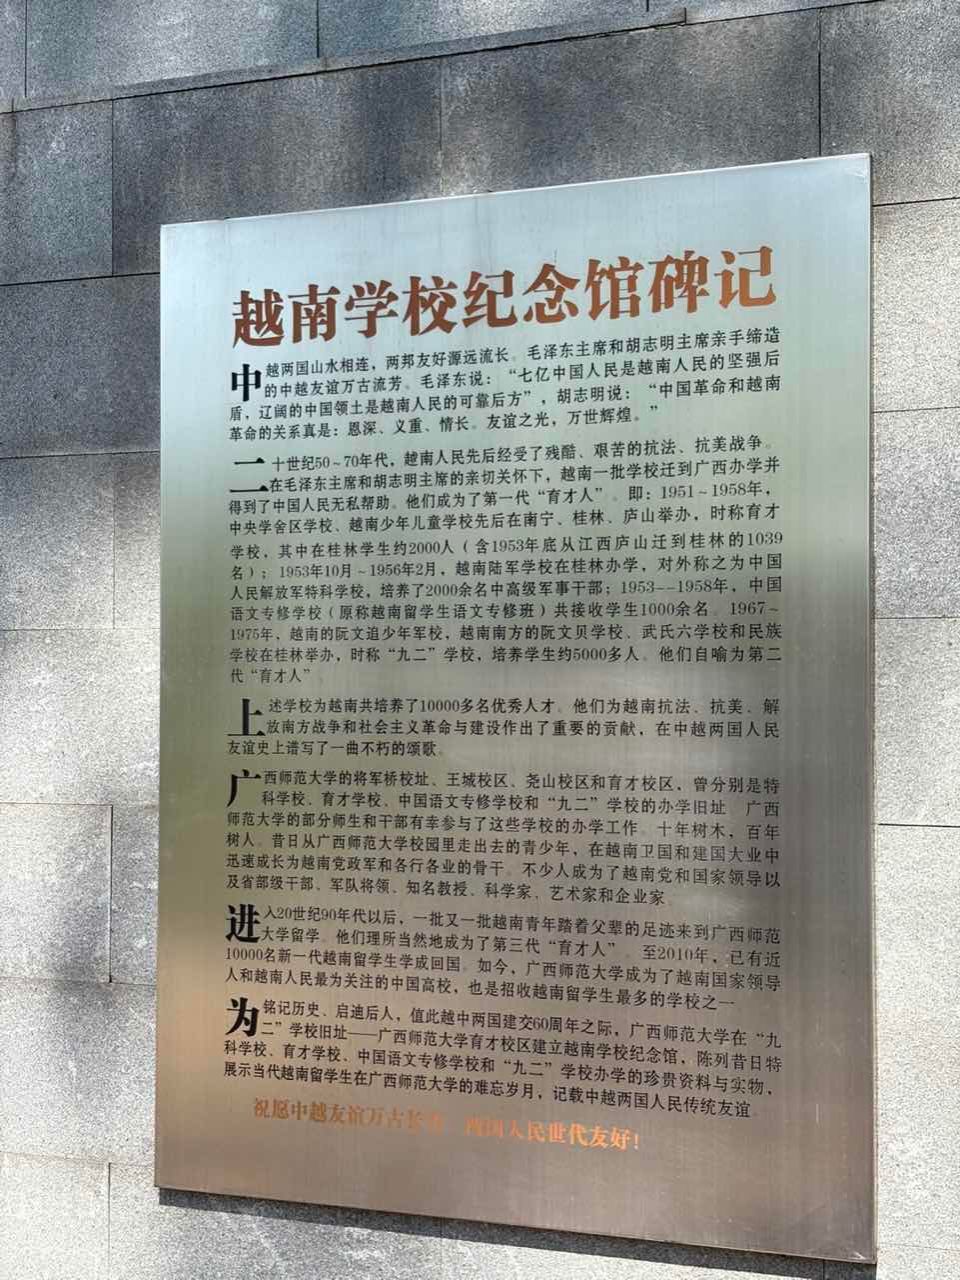 越南学校纪念馆碑记
中越两国山水相连，两邦友好源远流长。毛泽东主席和胡志明主席亲手缔造
的中越友谊万古流芳。毛泽东说：“七亿中国人民是越南人民的坚强后
盾，辽阔的中国领土是越南人民的可靠后方”，胡志明说：“中国革命和越南
革命的关系真是：恩深、义重、情长。友谊之光，万世辉煌。”
二十世纪50～70年代，越南人民先后经受了残酷、艰苦的抗法、抗美战争。
在毛泽东主席和胡志明主席的亲切关怀下，越南一批学校迁到广西办学并
得到了中国人民无私帮助。他们成为了第一代“育才人”。即：1951～1958年，
中央学舍区学校、越南少年儿童学校先后在南宁、桂林、庐山举办，时称育才
学校，其中在桂林学生约2000人（含1953年底从江西庐山迁到桂林的1039
名）；1953年10月～1956年2月，越南陆军学校在桂林办学，对外称之为中国
人民解放军特科学校，培养了2000余名中高级军事干部；1953--1958年，中国
语文专修学校（原称越南留学生语文专修班）共接收学生1000余名。1967～
1975年，越南的阮文追少年军校，越南南方的阮文贝学校、武氏六学校和民族
学校在桂林举办，时称“九二”学校，培养学生约5000多人。他们自喻为第二
代“育才人”。
上述学校为越南共培养了10000多名优秀人才。他们为越南抗法、抗美、解
放南方战争和社会主义革命与建设作出了重要的贡献，在中越两国人民
友谊史上谱写了一曲不朽的颂歌。
广西师范大学的将军桥校址、王城校区、尧山校区和育才校区，曾分别是特
科学校、育才学校、中国语文专修学校和“九二”学校的办学旧址 广西
师范大学的部分师生和干部有幸参与了这些学校的办学工作。十年树木，百年
树人。昔日从广西师范大学校园里走出去的青少年，在越南卫国和建国大业中
迅速成长为越南党政军和各行各业的骨干。不少人成为了越南党和国家领导以
及省部级干部、军队将领、知名教授、科学家、艺术家和企业家。
进入20世纪90年代以后，一批又一批越南青年踏着父辈的足迹来到广西师范
大学留学。他们理所当然地成为了第三代“育才人” 至2010年，已有近
10000名新一代越南留学生学成回国。如今，广西师范大学成为了越南国家领导
人和越南人民最为关注的中国高校，也是招收越南留学生最多的学校之一
为铭记历史、启迪后人，值此越中两国建交60周年之际，广西师范大学在“九
二”学校旧址——广西师范大学育才校区建立越南学校纪念馆，陈列昔日特
科学校、育才学校、中国语文专修学校和“九二”学校办学的珍贵资料与实物，
展示当代越南留学生在广西师范大学的难忘岁月，记载中越两国人民传统友谊
祝愿中越友谊万古长 两国人民世代友好！